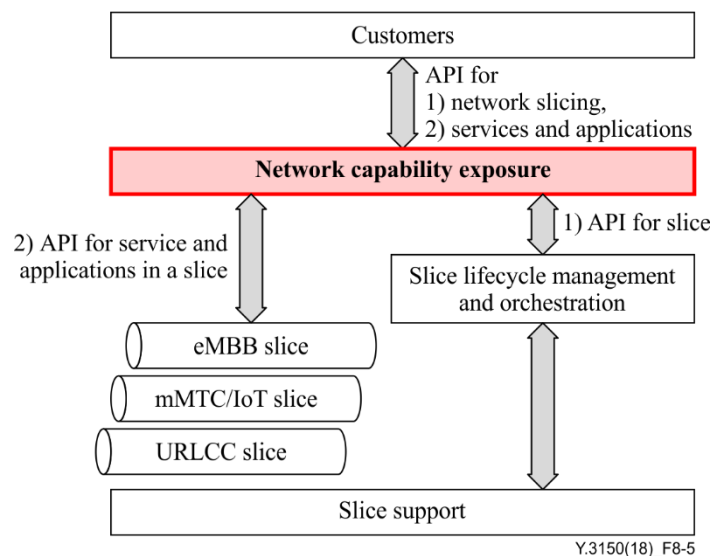 Customers
API for
1) network slicing,
2) services and applications
Network capability exposure
2) API for service and
applications in a slice
1) API for slice
Slice lifecycle management
and orchestration
eMBB slice
mMTC/IoT slice
URLCC slice
Slice support
Y.3150(18)_F8-5